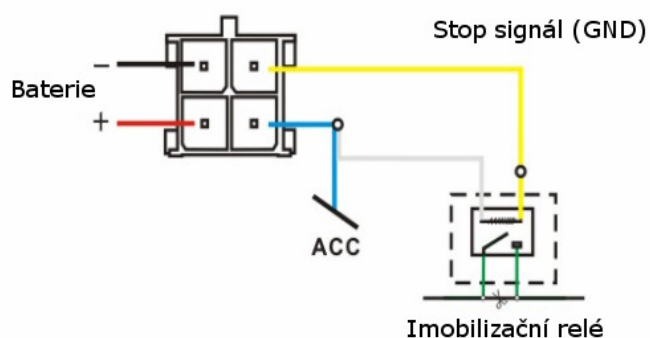 Stop signál (GND)
–
Baterie
+
ACC
Imobilizační relé